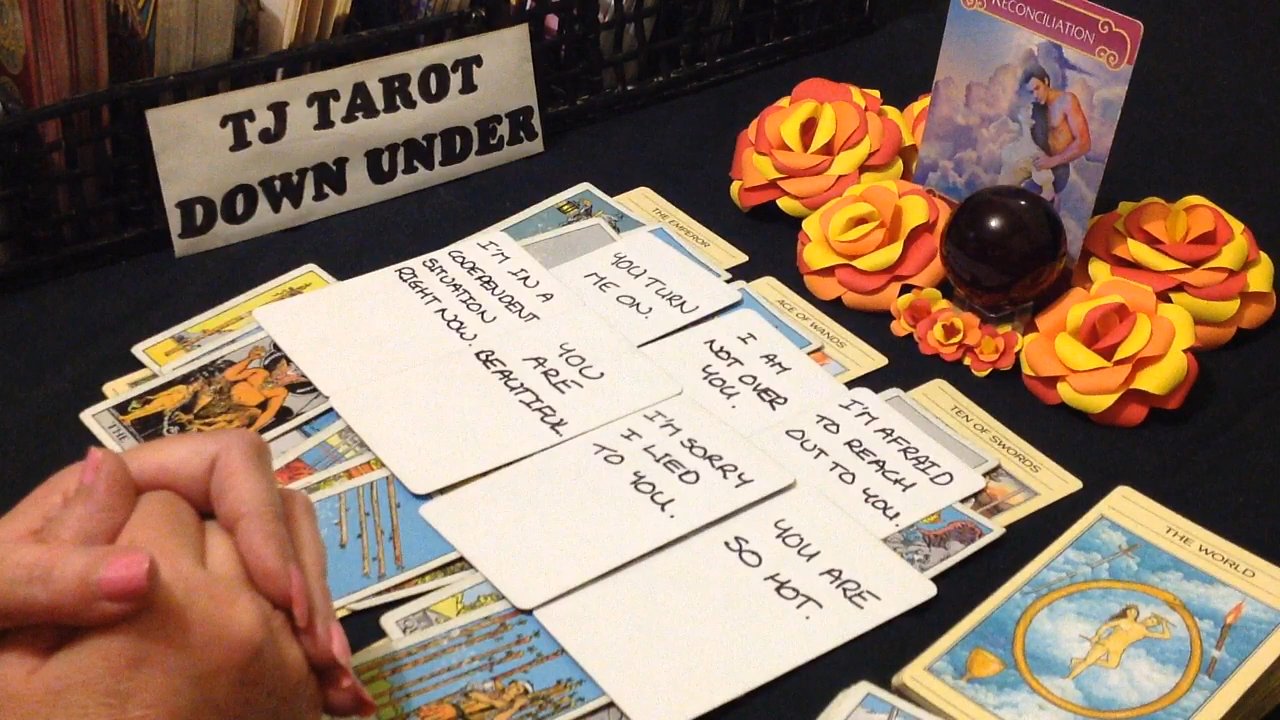 TJ TAROT
DOWN UNDER
RECONCILIATION
THE EMPEROR
YOU TURN
ME ON.
I'M IN A
CODEPENDENT
SITUATION
RIGHT NOW.
YOU
ARE
BEAUTIFUL
ACE OF WANDS
I AM
NOT OVER
YOU.
I'M AFRAID
TO REACH
OUT TO YOU.
TEN OF SWORDS
I'M SORRY
I LIED
TO YOU.
YOU ARE
SO HOT.
THE WORLD
THE